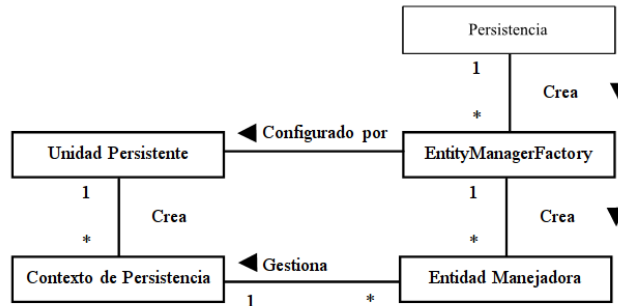 Persistencia
1
Crea
*
Configurado por
Unidad Persistente
EntityManagerFactory
1
1
Crea
Crea
*
*
Gestiona
Contexto de Persistencia
Entidad Manejadora
1
*